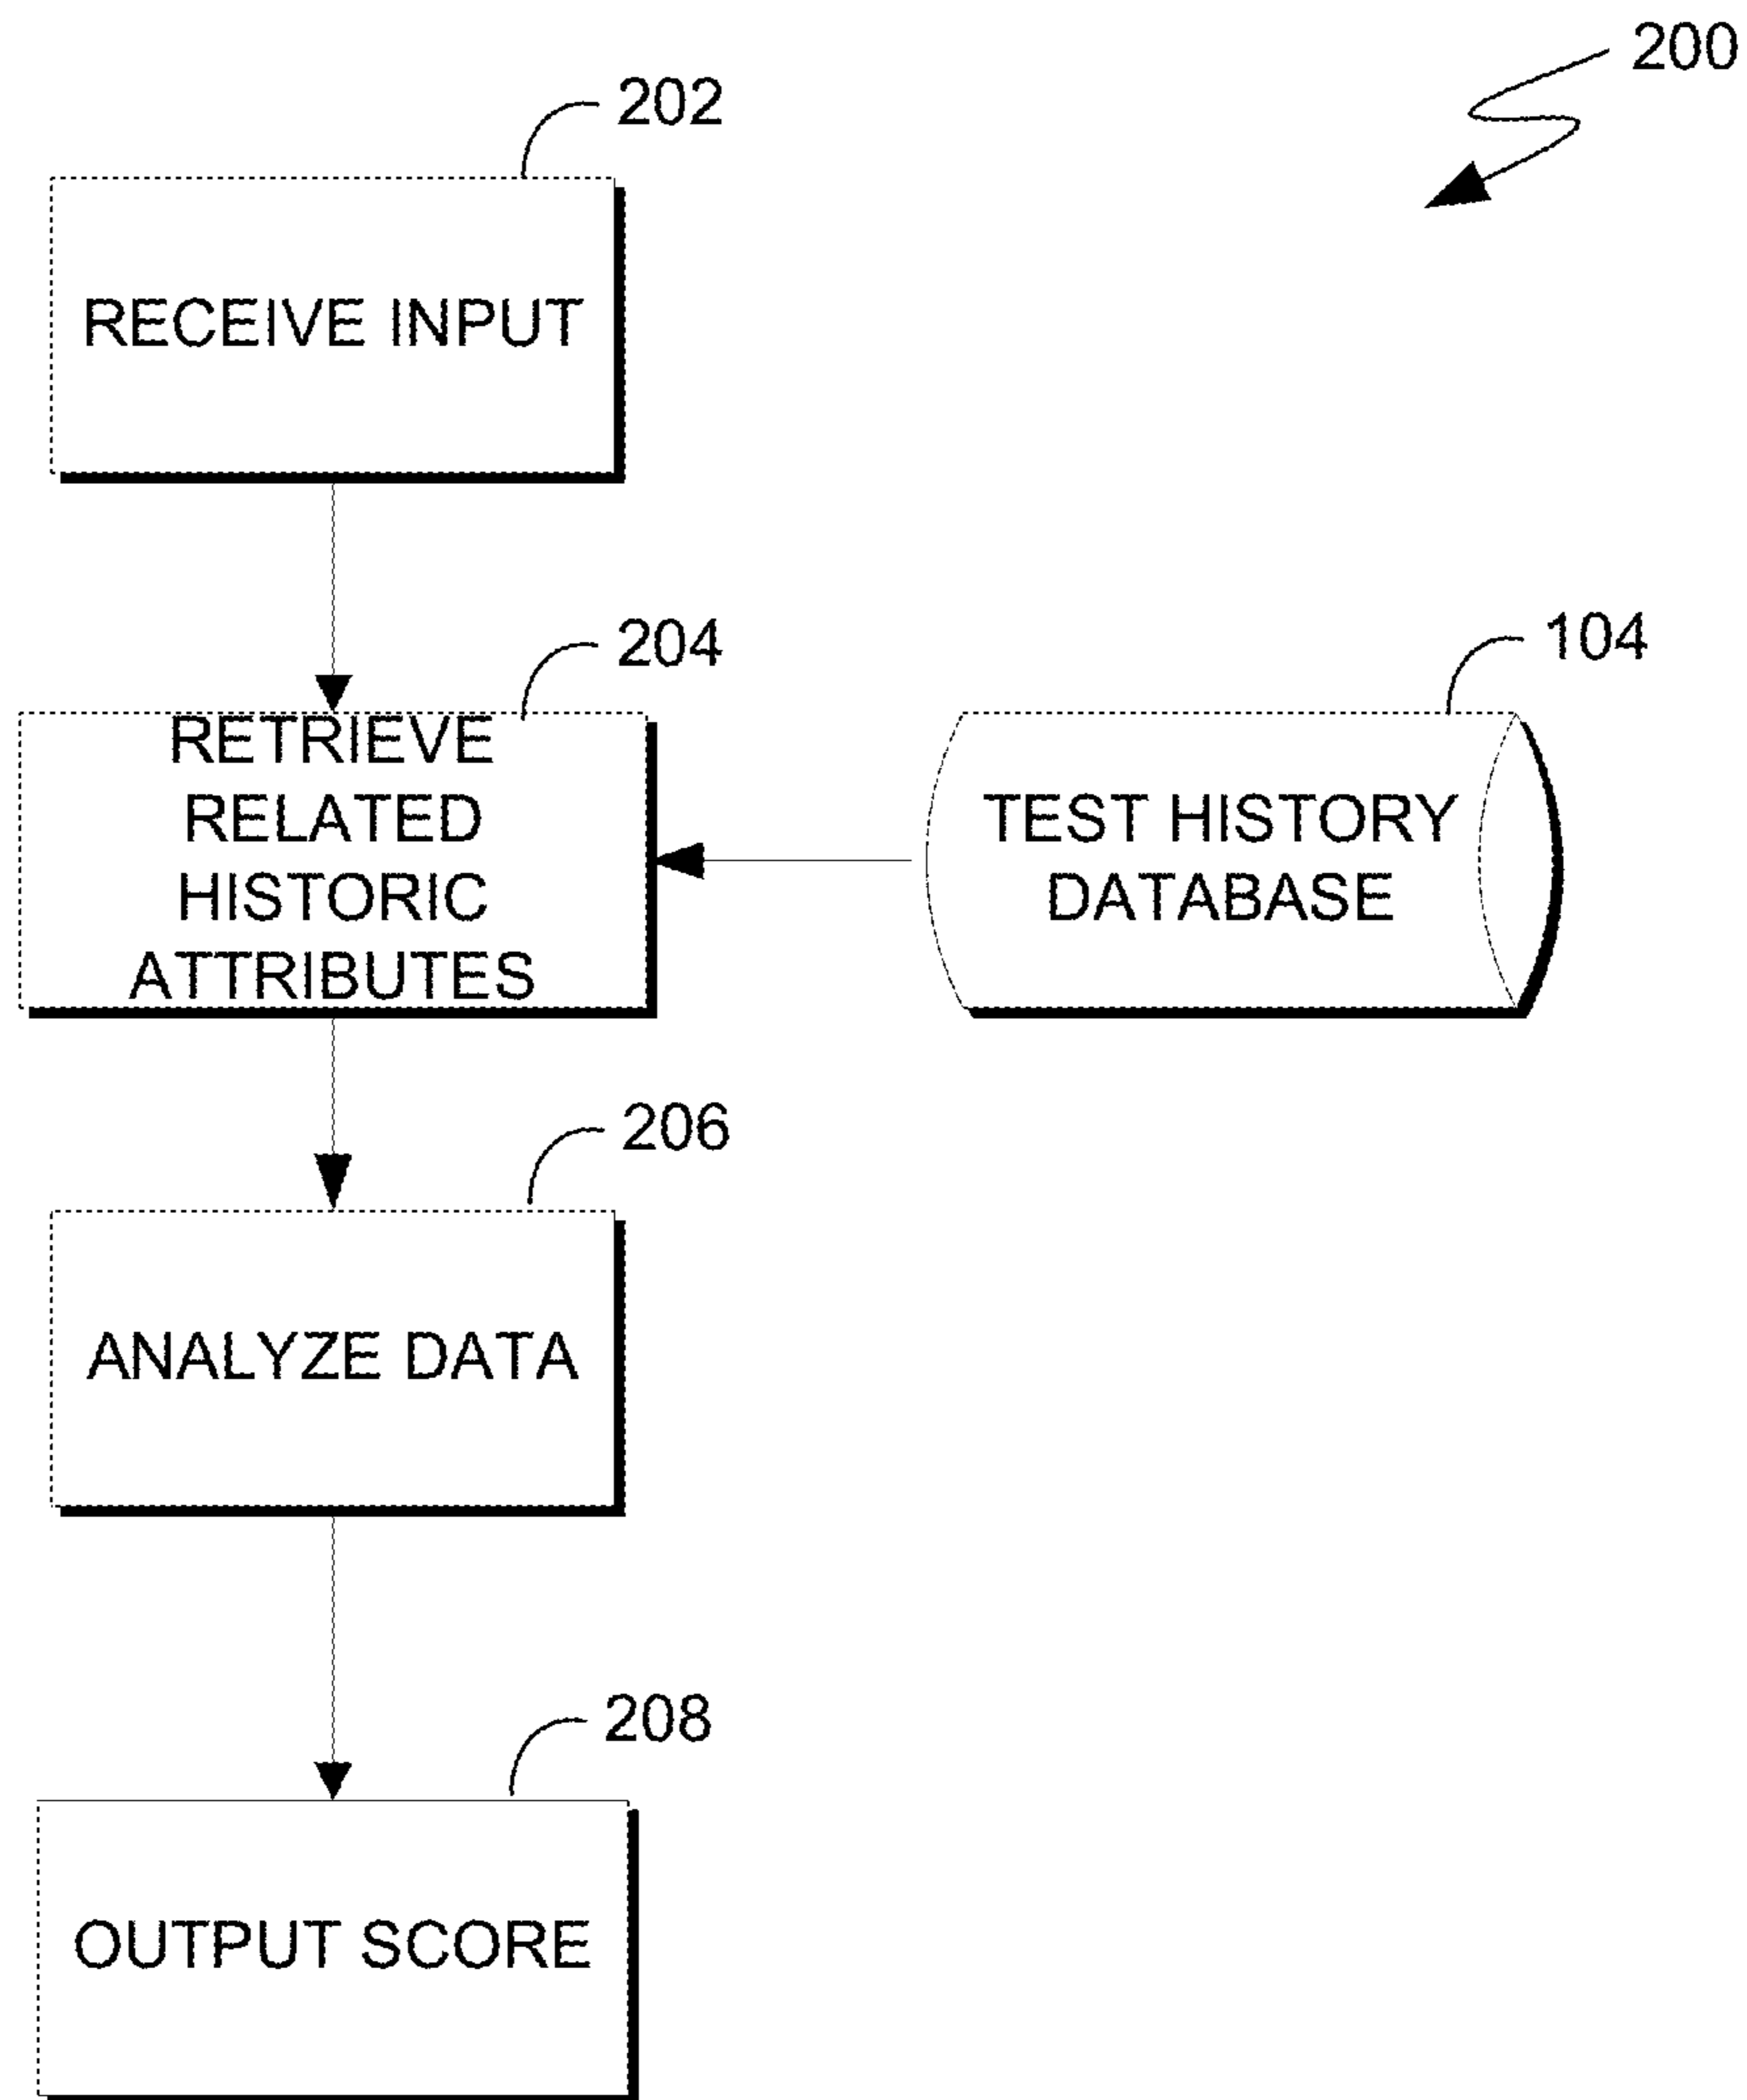 200
202
RECEIVE INPUT
204
RETRIEVE
RELATED
HISTORIC
ATTRIBUTES
104
TEST HISTORY
DATABASE
206
ANALYZE DATA
208
OUTPUT SCORE